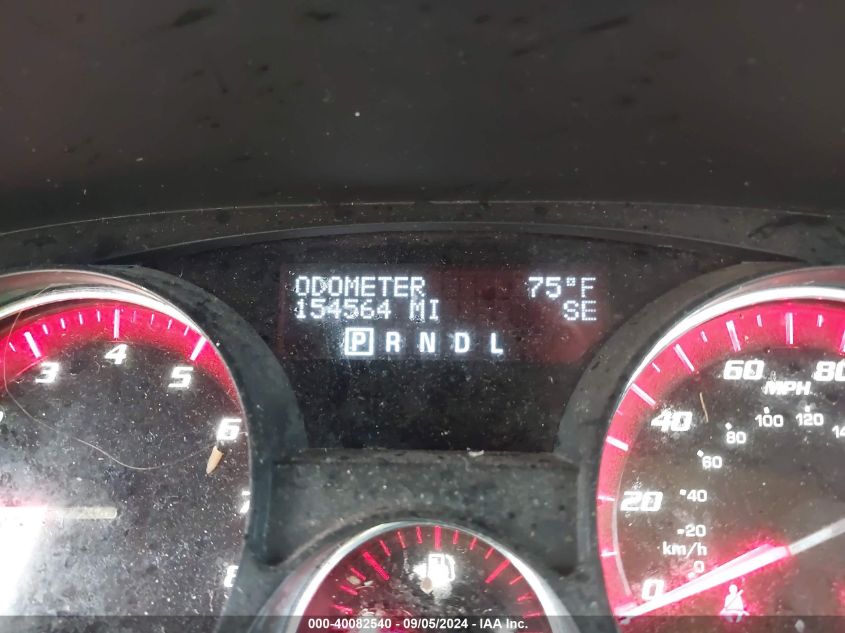 ODOMETER 75°F
154564 MI SE
P R N D L
3 4 5 6
20 40 60 80
MPH
20 40 60 80 100 120
km/h
0
0
000-40082540 - 09/05/2024 - IAA Inc.